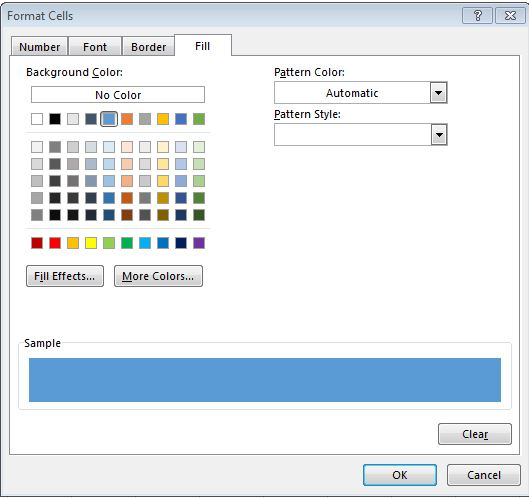 Format Cells
?
Number Font Border Fill
Background Color: Pattern Color:
No Color Automatic
Pattern Style:
Fill Effects... More Colors...
Sample
Clear
OK Cancel